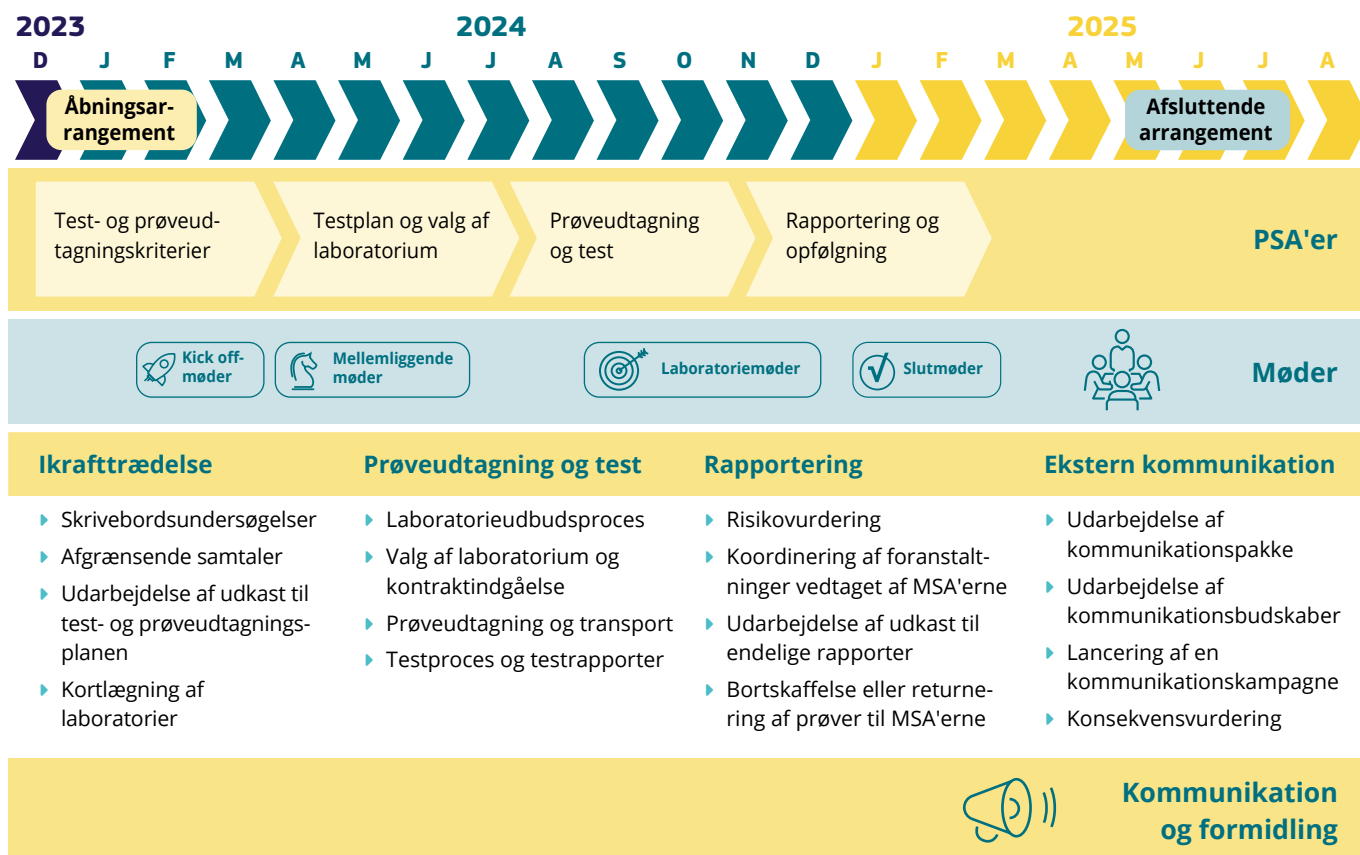 2023
2024
2025
D J F M A M J J A S O N D J F M A M J J A
Åbningsar-
rangement
Afsluttende
arrangement
Test- og prøveud-
tagningskriterier
Testplan og valg af
laboratorium
Prøveudtagning
og test
Rapportering og
opfølgning
PSA'er
Kick off-
møder
Mellemliggende
møder
Laboratoriemøder
Slutmøder
Møder
Ikrafttrædelse
Skrivebordsundersøgelser
Afgrænsende samtaler
Udarbejdelse af udkast til
test- og prøveudtagnings-
planen
Kortlægning af
laboratorier
Prøveudtagning og test
Laboratorieudbudsproces
Valg af laboratorium og
kontraktindgåelse
Prøveudtagning og transport
Testproces og testrapporter
Rapportering
Risikovurdering
Koordinering af foranstalt-
ninger vedtaget af MSA'erne
Udarbejdelse af udkast til
endelige rapporter
Bortskaffelse eller returne-
ring af prøver til MSA'erne
Ekstern kommunikation
Udarbejdelse af
kommunikationspakke
Udarbejdelse af
kommunikationsbudskaber
Lancering af en
kommunikationskampagne
Konsekvensvurdering
Kommunikation
og formidling